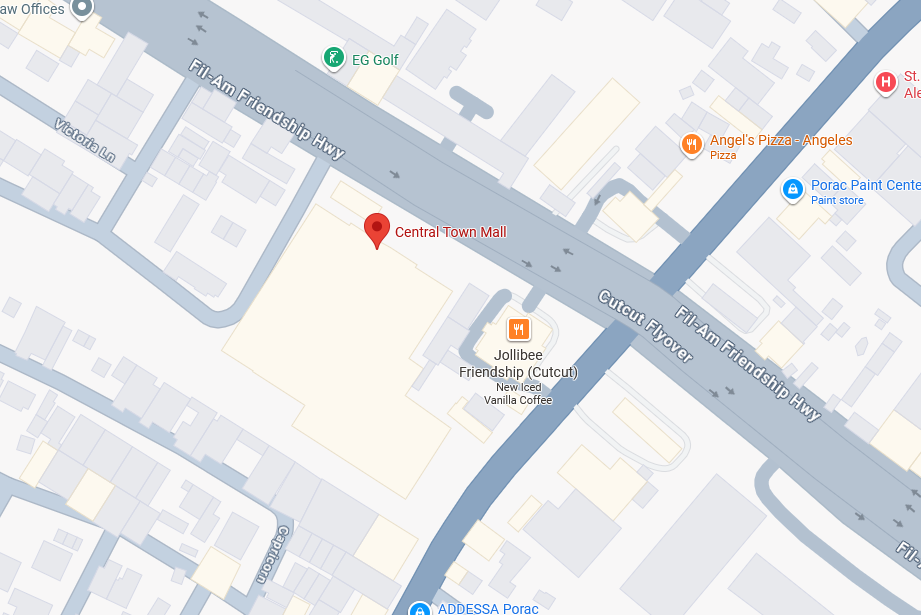 aw Offices
EG Golf
Fil-Am Friendship Hwy
Victoria Ln
St.
Ale
Angel's Pizza - Angeles
Pizza
Porac Paint Cente
Paint store
Central Town Mall
Cutcut Flyover
Fil-Am Friendship Hwy
Jollibee
Friendship (Cutcut)
New Iced
Vanilla Coffee
Capricorn
Fil-
ADDESSA Porac